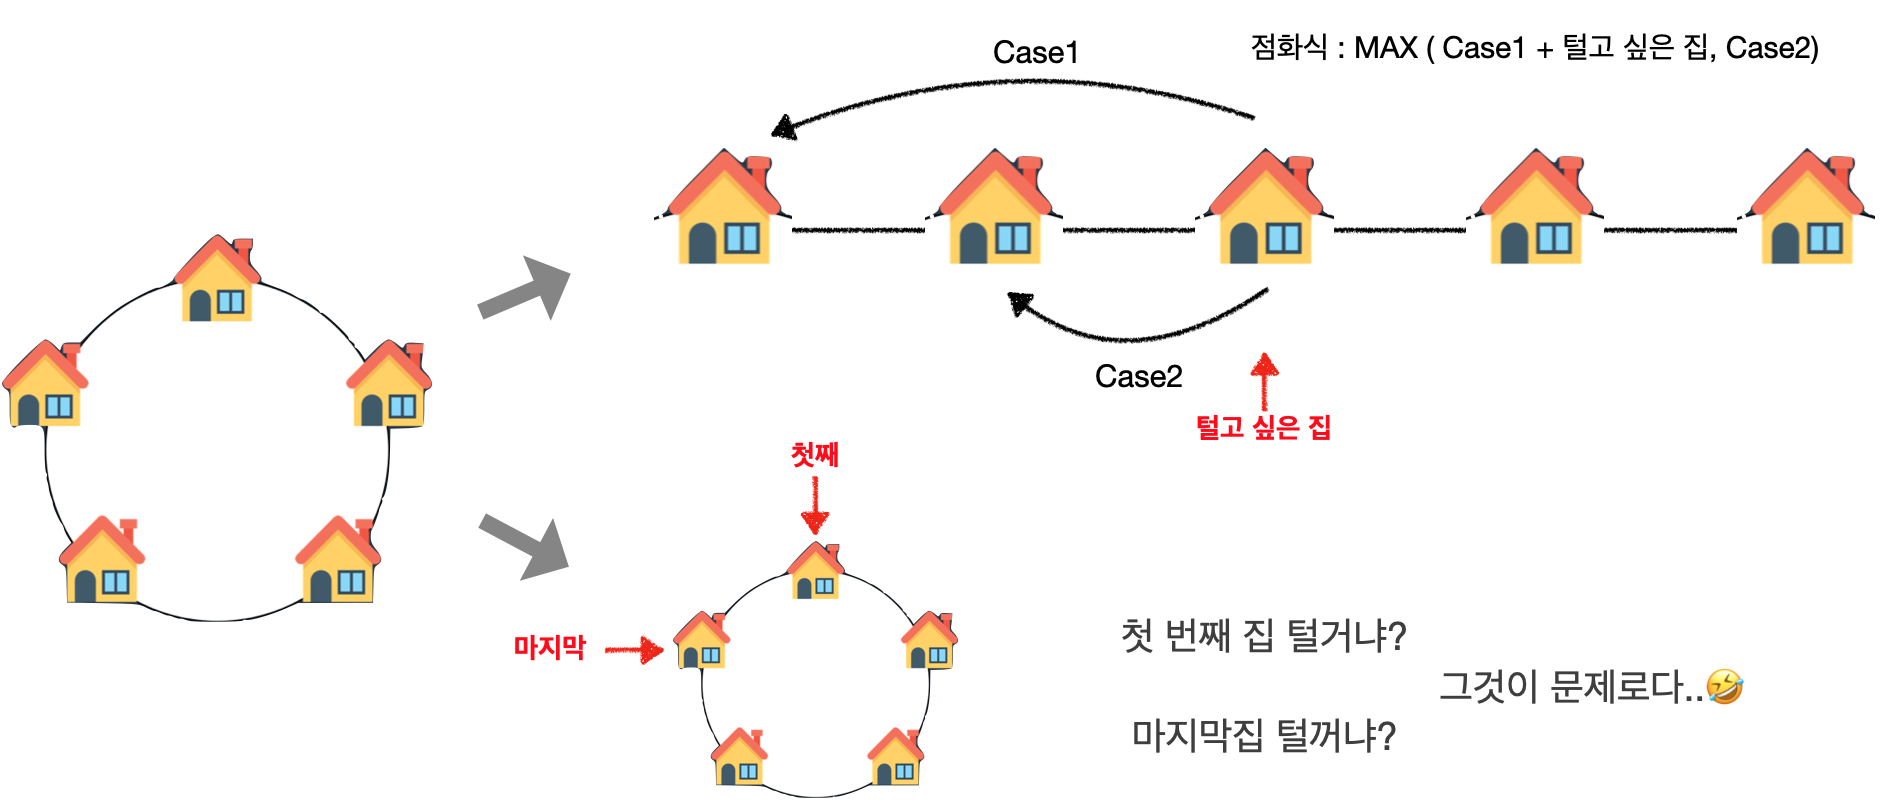 Case1
점화식 : MAX ( Case1 + 털고 싶은 집, Case2)
Case2
털고 싶은 집
첫째
마지막
첫 번째 집 털거냐?
그것이 문제로다..🤣
마지막집 털꺼냐?